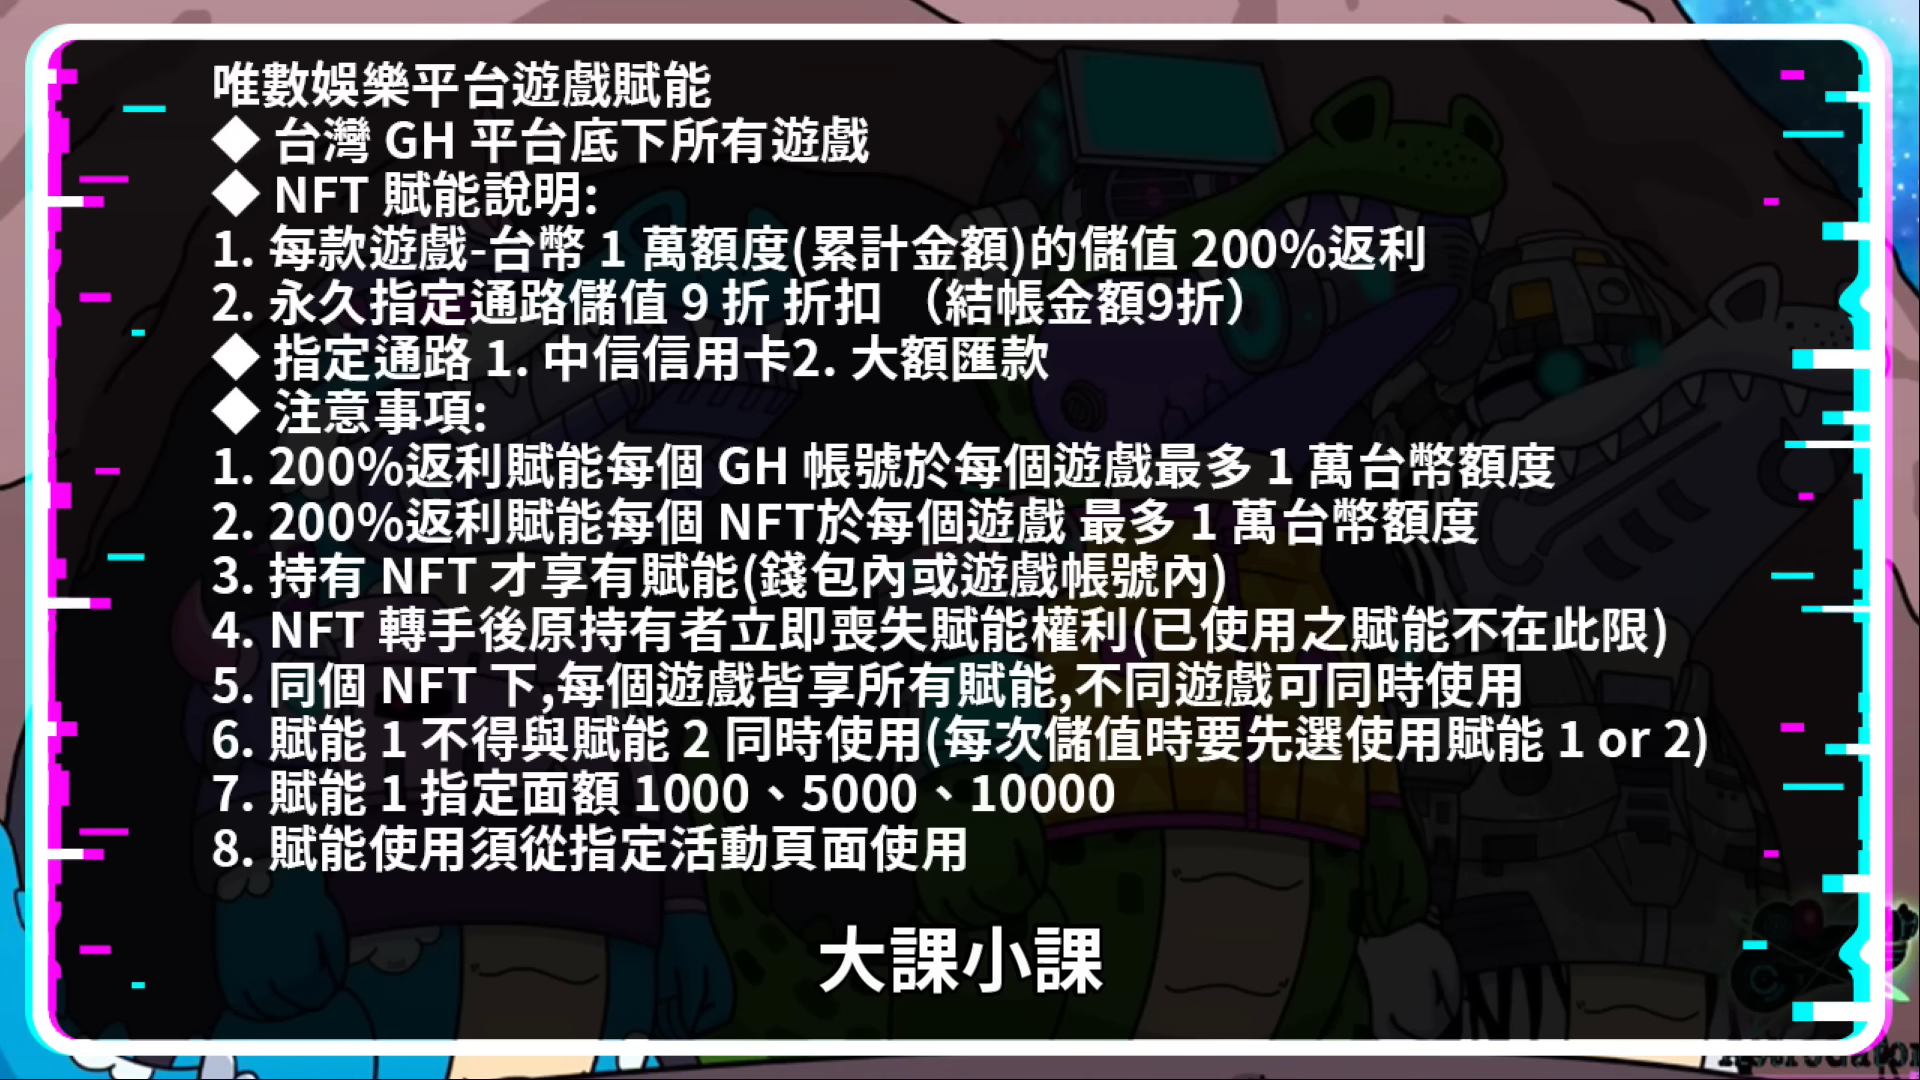 唯數娛樂平台遊戲賦能
◆ 台灣 GH 平台底下所有遊戲
◆ NFT 賦能說明:
1. 每款遊戲-台幣 1 萬額度(累計金額)的儲值 200%返利
2. 永久指定通路儲值 9 折 折扣 （結帳金額9折）
◆ 指定通路 1. 中信信用卡2. 大額匯款
◆ 注意事項:
1. 200%返利賦能每個 GH 帳號於每個遊戲最多 1 萬台幣額度
2. 200%返利賦能每個 NFT於每個遊戲 最多 1 萬台幣額度
3. 持有 NFT 才享有賦能(錢包內或遊戲帳號內)
4. NFT 轉手後原持有者立即喪失賦能權利(已使用之賦能不在此限)
5. 同個 NFT 下,每個遊戲皆享所有賦能,不同遊戲可同時使用
6. 賦能 1 不得與賦能 2 同時使用(每次儲值時要先選使用賦能 1 or 2)
7. 賦能 1 指定面額 1000、5000、10000
8. 賦能使用須從指定活動頁面使用
大課小課